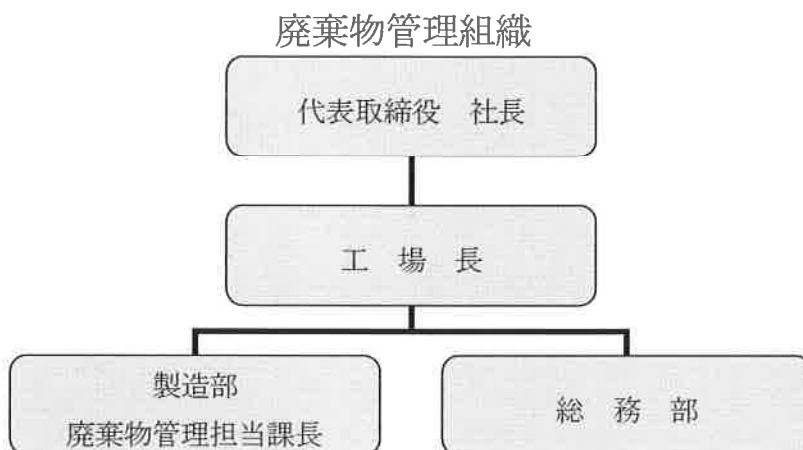 廃棄物管理組織
代表取締役　社長
工　場　長
製造部
廃棄物管理担当課長
総　務　部